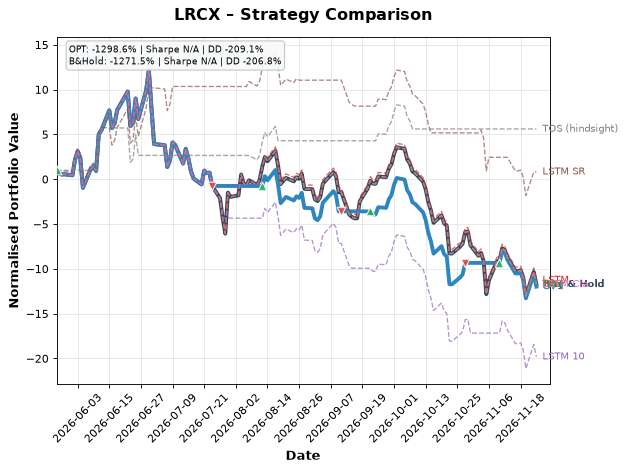 LRCX – Strategy Comparison
OPT: -1298.6% | Sharpe N/A | DD -209.1%
B&Hold: -1271.5% | Sharpe N/A | DD -206.8%
Normalised Portfolio Value
15
10
5
0
−5
−10
−15
−20
TOS (hindsight)
LSTM SR
LSTM
& Hold
LSTM 10
2026-06-03
2026-06-15
2026-06-27
2026-07-09
2026-07-21
2026-08-02
2026-08-14
2026-08-26
2026-09-07
2026-09-19
2026-10-01
2026-10-13
2026-10-25
2026-11-06
2026-11-18
Date